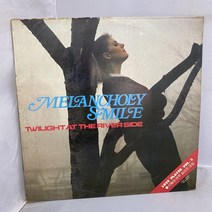 MELANCHOLY
SMILE
TWILIGHT AT THE RIVER SIDE